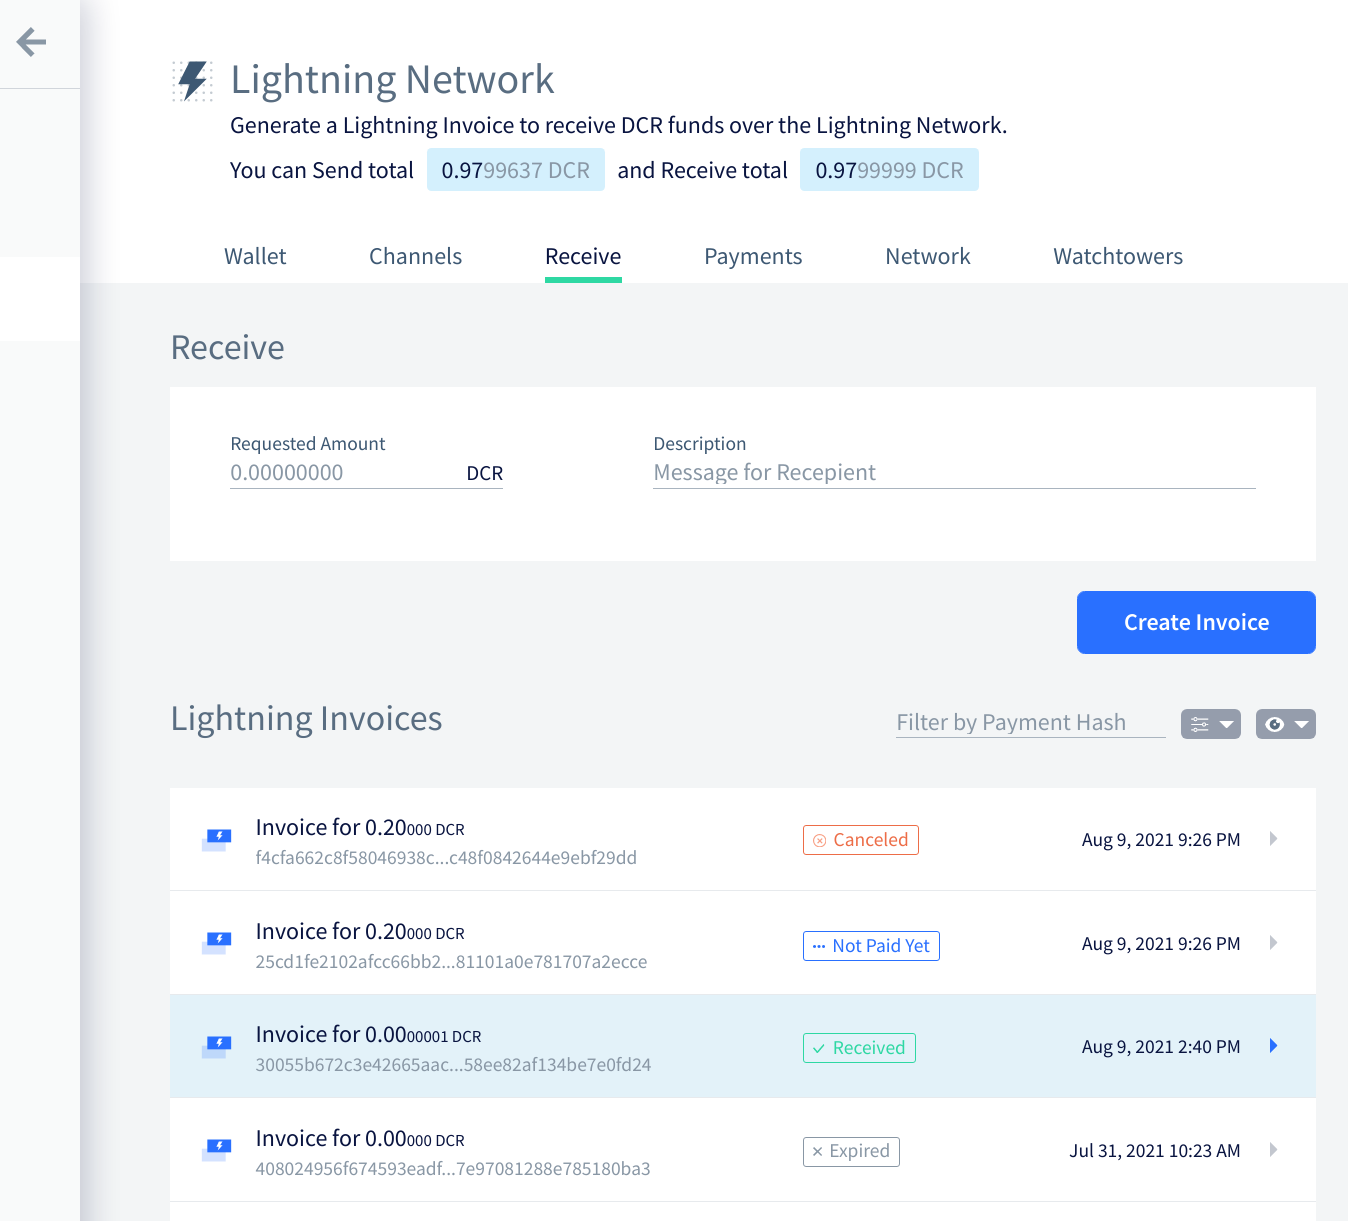 Lightning Network
Generate a Lightning Invoice to receive DCR funds over the Lightning Network.
You can Send total 0.9799637 DCR and Receive total 0.9799999 DCR
Wallet Channels Receive Payments Network Watchtowers
Receive
Requested Amount Description
0.00000000 DCR Message for Recepient
Create Invoice
Lightning Invoices Filter by Payment Hash
Invoice for 0.20000 DCR
f4cfa662c8f58046938c...c48f0842644e9ebf29dd
Canceled Aug 9, 2021 9:26 PM
Invoice for 0.20000 DCR
25cd1fe2102afcc66bb2...81101a0e781707a2ecce
Not Paid Yet Aug 9, 2021 9:26 PM
Invoice for 0.0000001 DCR
30055b672c3e42665aac...58ee82af134be7e0fd24
Received Aug 9, 2021 2:40 PM
Invoice for 0.00000 DCR
408024956f674593eadf...7e97081288e785180ba3
Expired Jul 31, 2021 10:23 AM